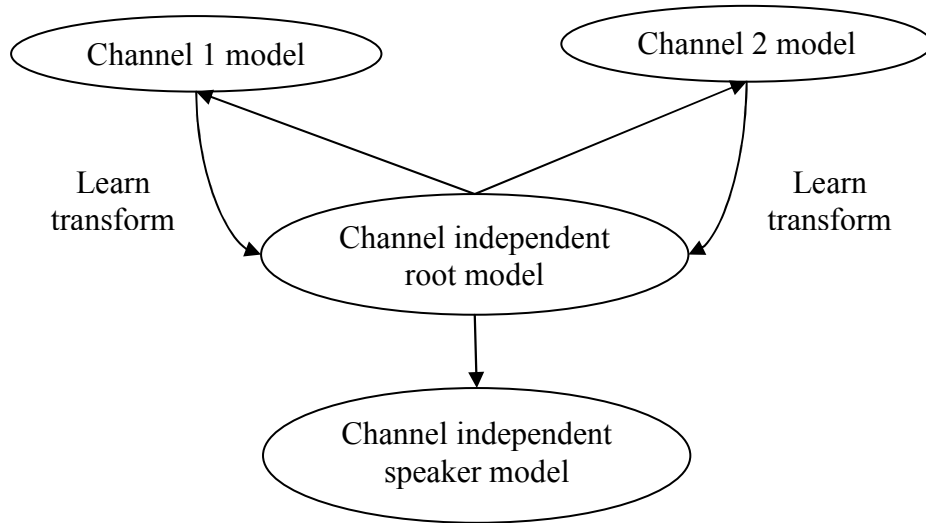 Channel 1 model
Channel 2 model
Learn
transform
Learn
transform
Channel independent
root model
Channel independent
speaker model